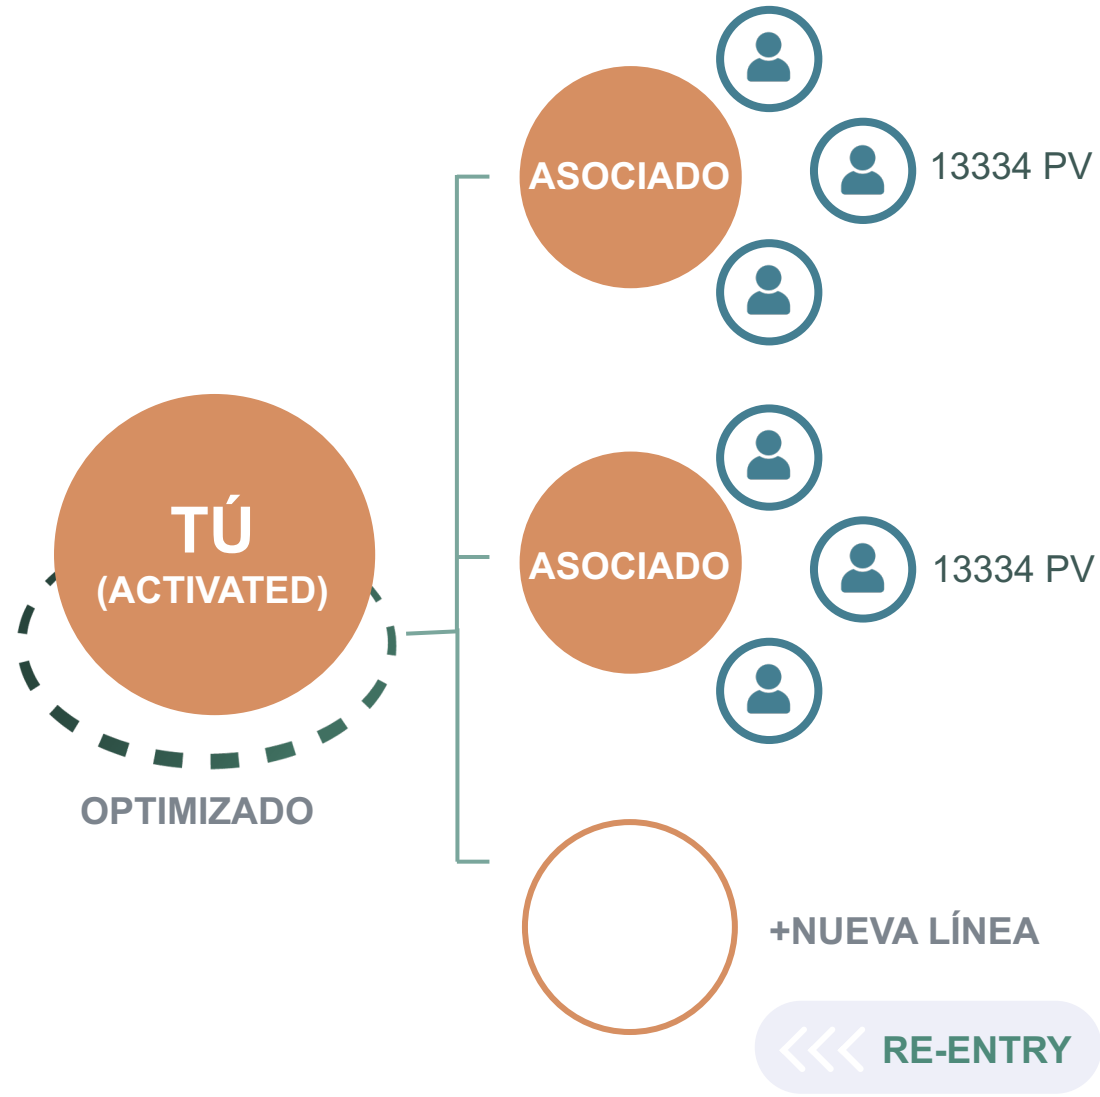 ASOCIADO
13334 PV
TÚ
(ACTIVATED)
OPTIMIZADO
ASOCIADO
13334 PV
+NUEVA LÍNEA
RE-ENTRY